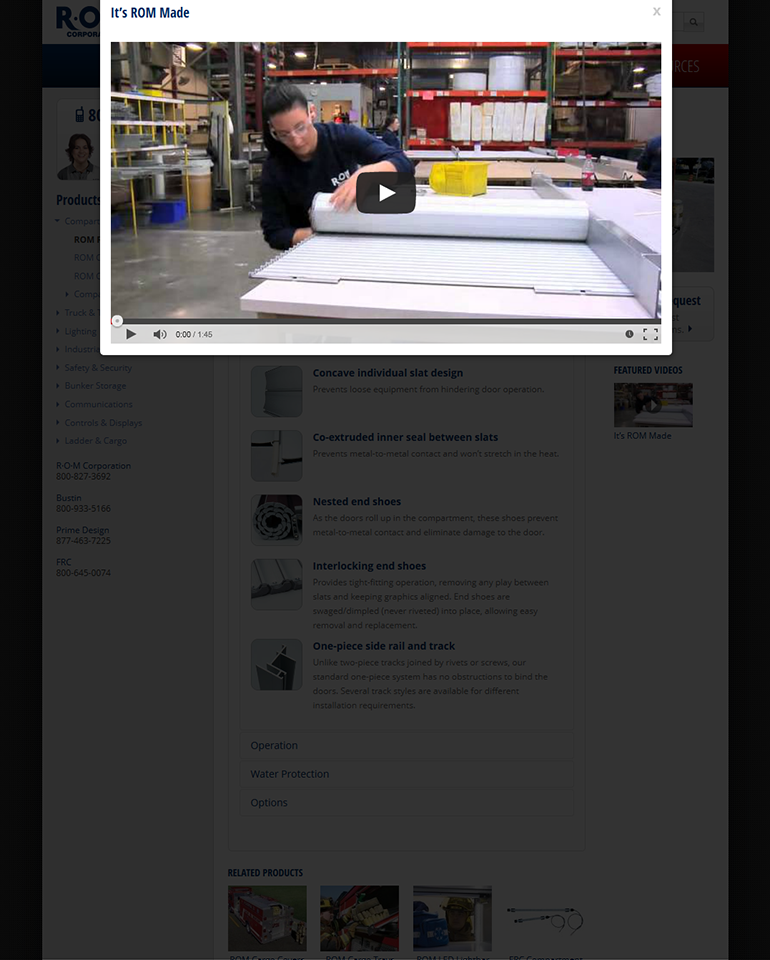 R·O
CORPORA
It's ROM Made
x
RCES
80
ROM
0:00 / 1:45
Products
Compa
ROM R
ROM
ROM
Compa
Truck &
Lighting
Industria
Safety & Security
Bunker Storage
Communications
Controls & Displays
Ladder & Cargo
R·O·M Corporation
800-827-3692
Bustin
800-933-5166
Prime Design
877-463-7225
FRC
800-645-0074
Concave individual slat design
Prevents loose equipment from hindering door operation.
Co-extruded inner seal between slats
Prevents metal-to-metal contact and won't stretch in the heat.
Nested end shoes
As the doors roll up in the compartment, these shoes prevent
metal-to-metal contact and eliminate damage to the door.
Interlocking end shoes
Provides tight-fitting operation, removing any play between
slats and keeping graphics aligned. End shoes are
swaged/dimpled (never riveted) into place, allowing easy
removal and replacement.
One-piece side rail and track
Unlike two-piece tracks joined by rivets or screws, our
standard one-piece system has no obstructions to bind the
doors. Several track styles are available for different
installation requirements.
Operation
Water Protection
Options
quest
st
ns.
FEATURED VIDEOS
It's ROM Made
RELATED PRODUCTS
ROM Cargo Covers
ROM Cargo Trays
ROM LED Lightbar
FRC Compartment